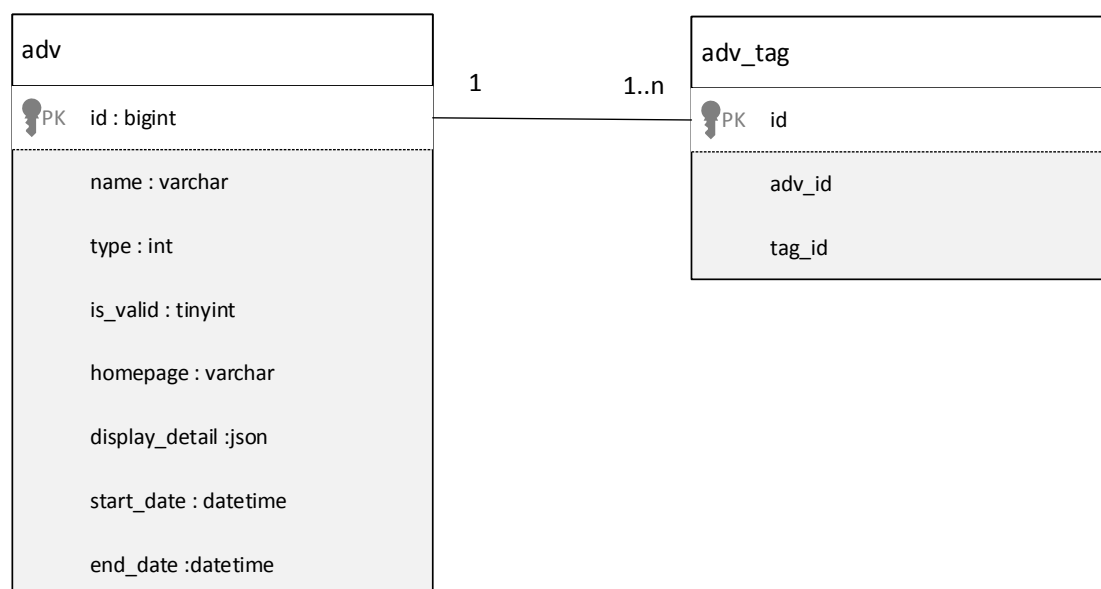 adv
PK id : bigint
name : varchar
type : int
is_valid : tinyint
homepage : varchar
display_detail :json
start_date : datetime
end_date :datetime
1
1..n
adv_tag
PK id
adv_id
tag_id